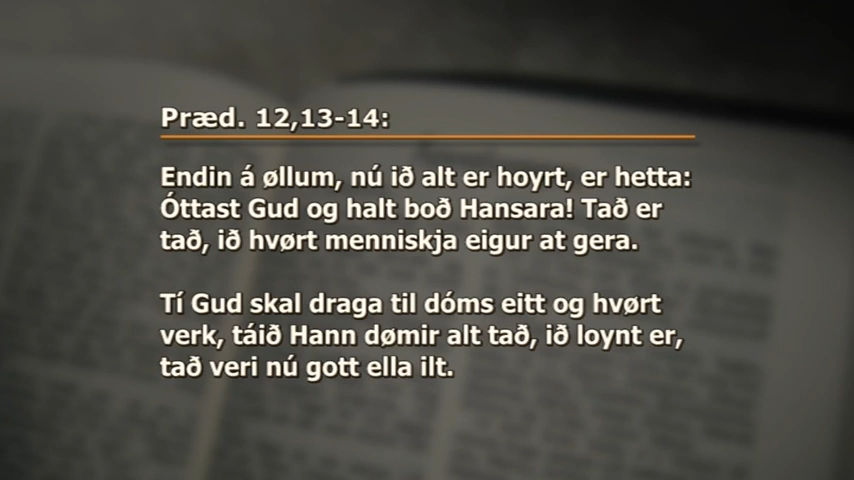 Præd. 12,13-14:
Endin á øllum, nú ið alt er hoyrt, er hetta:
Óttast Gud og halt boð Hansara! Tað er
tað, ið hvørt menniskja eigur at gera.
Tí Gud skal draga til dóms eitt og hvørt
verk, táið Hann dømir alt tað, ið loynt er,
tað veri nú gott ella ilt.